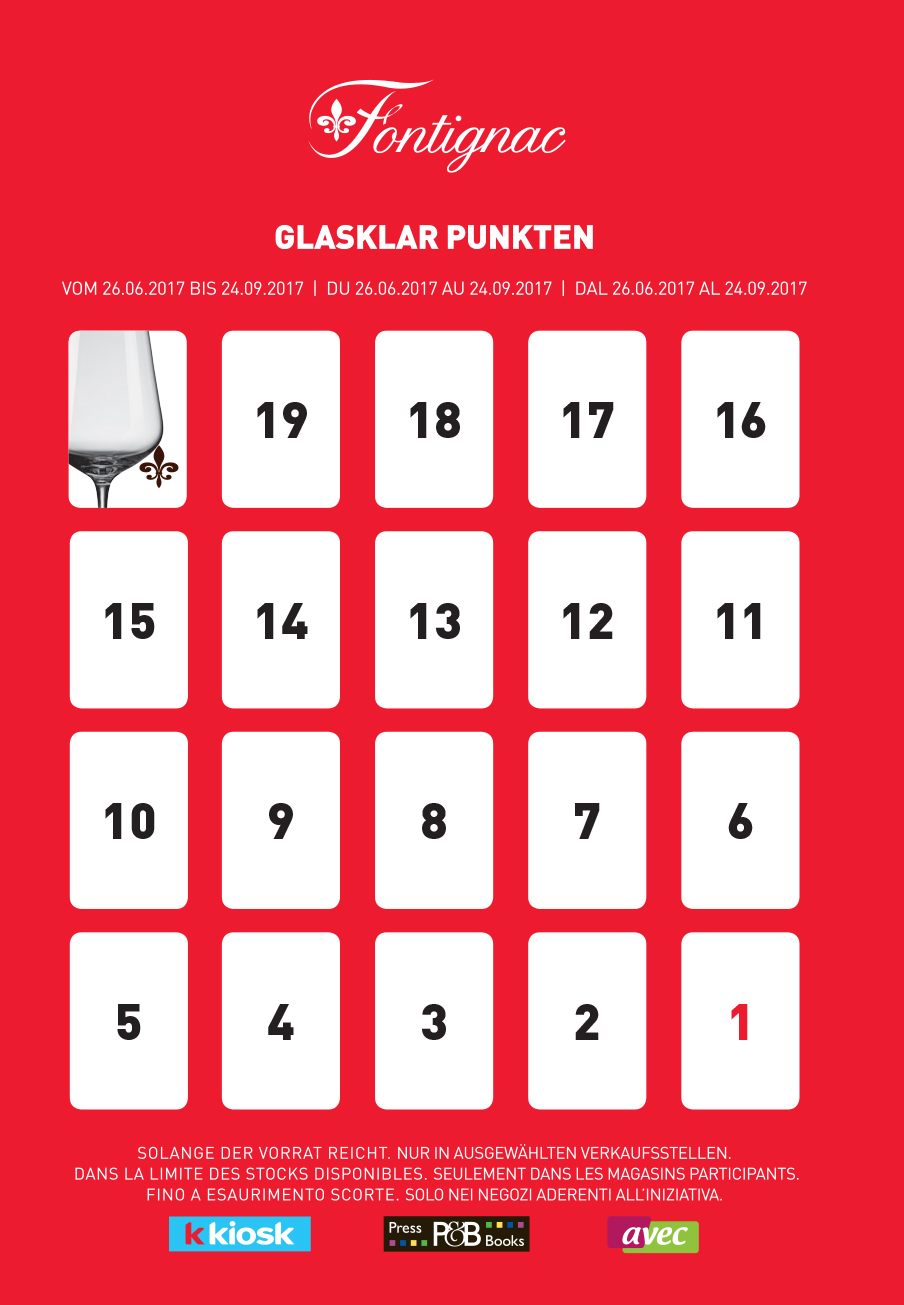 Fontignac
GLASKLAR PUNKTEN
VOM 26.06.2017 BIS 24.09.2017 | DU 26.06.2017 AU 24.09.2017 | DAL 26.06.2017 AL 24.09.2017
19 18 17 16
15 14 13 12 11
10 9 8 7 6
5 4 3 2 1
SOLANGE DER VORRAT REICHT. NUR IN AUSGEWÄHLTEN VERKAUFSSTELLEN.
DANS LA LIMITE DES STOCKS DISPONIBLES. SEULEMENT DANS LES MAGASINS PARTICIPANTS.
FINO A ESAURIMENTO SCORTE. SOLO NEI NEGOZI ADERENTI ALL'INIZIATIVA.
k kiosk Press P&B Books avec